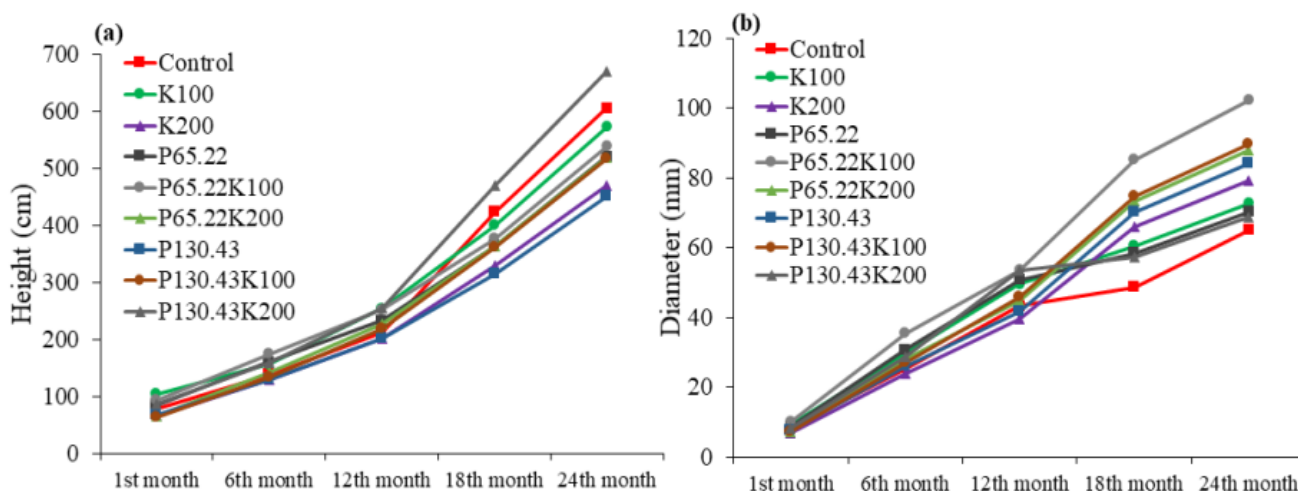 (a)
Height (cm)
700
600
500
400
300
200
100
0
Control
K100
K200
P65.22
P65.22K100
P65.22K200
P130.43
P130.43K100
P130.43K200
1st month 6th month 12th month 18th month 24th month
(b)
Diameter (mm)
120
100
80
60
40
20
0
Control
K100
K200
P65.22
P65.22K100
P65.22K200
P130.43
P130.43K100
P130.43K200
1st month 6th month 12th month 18th month 24th month